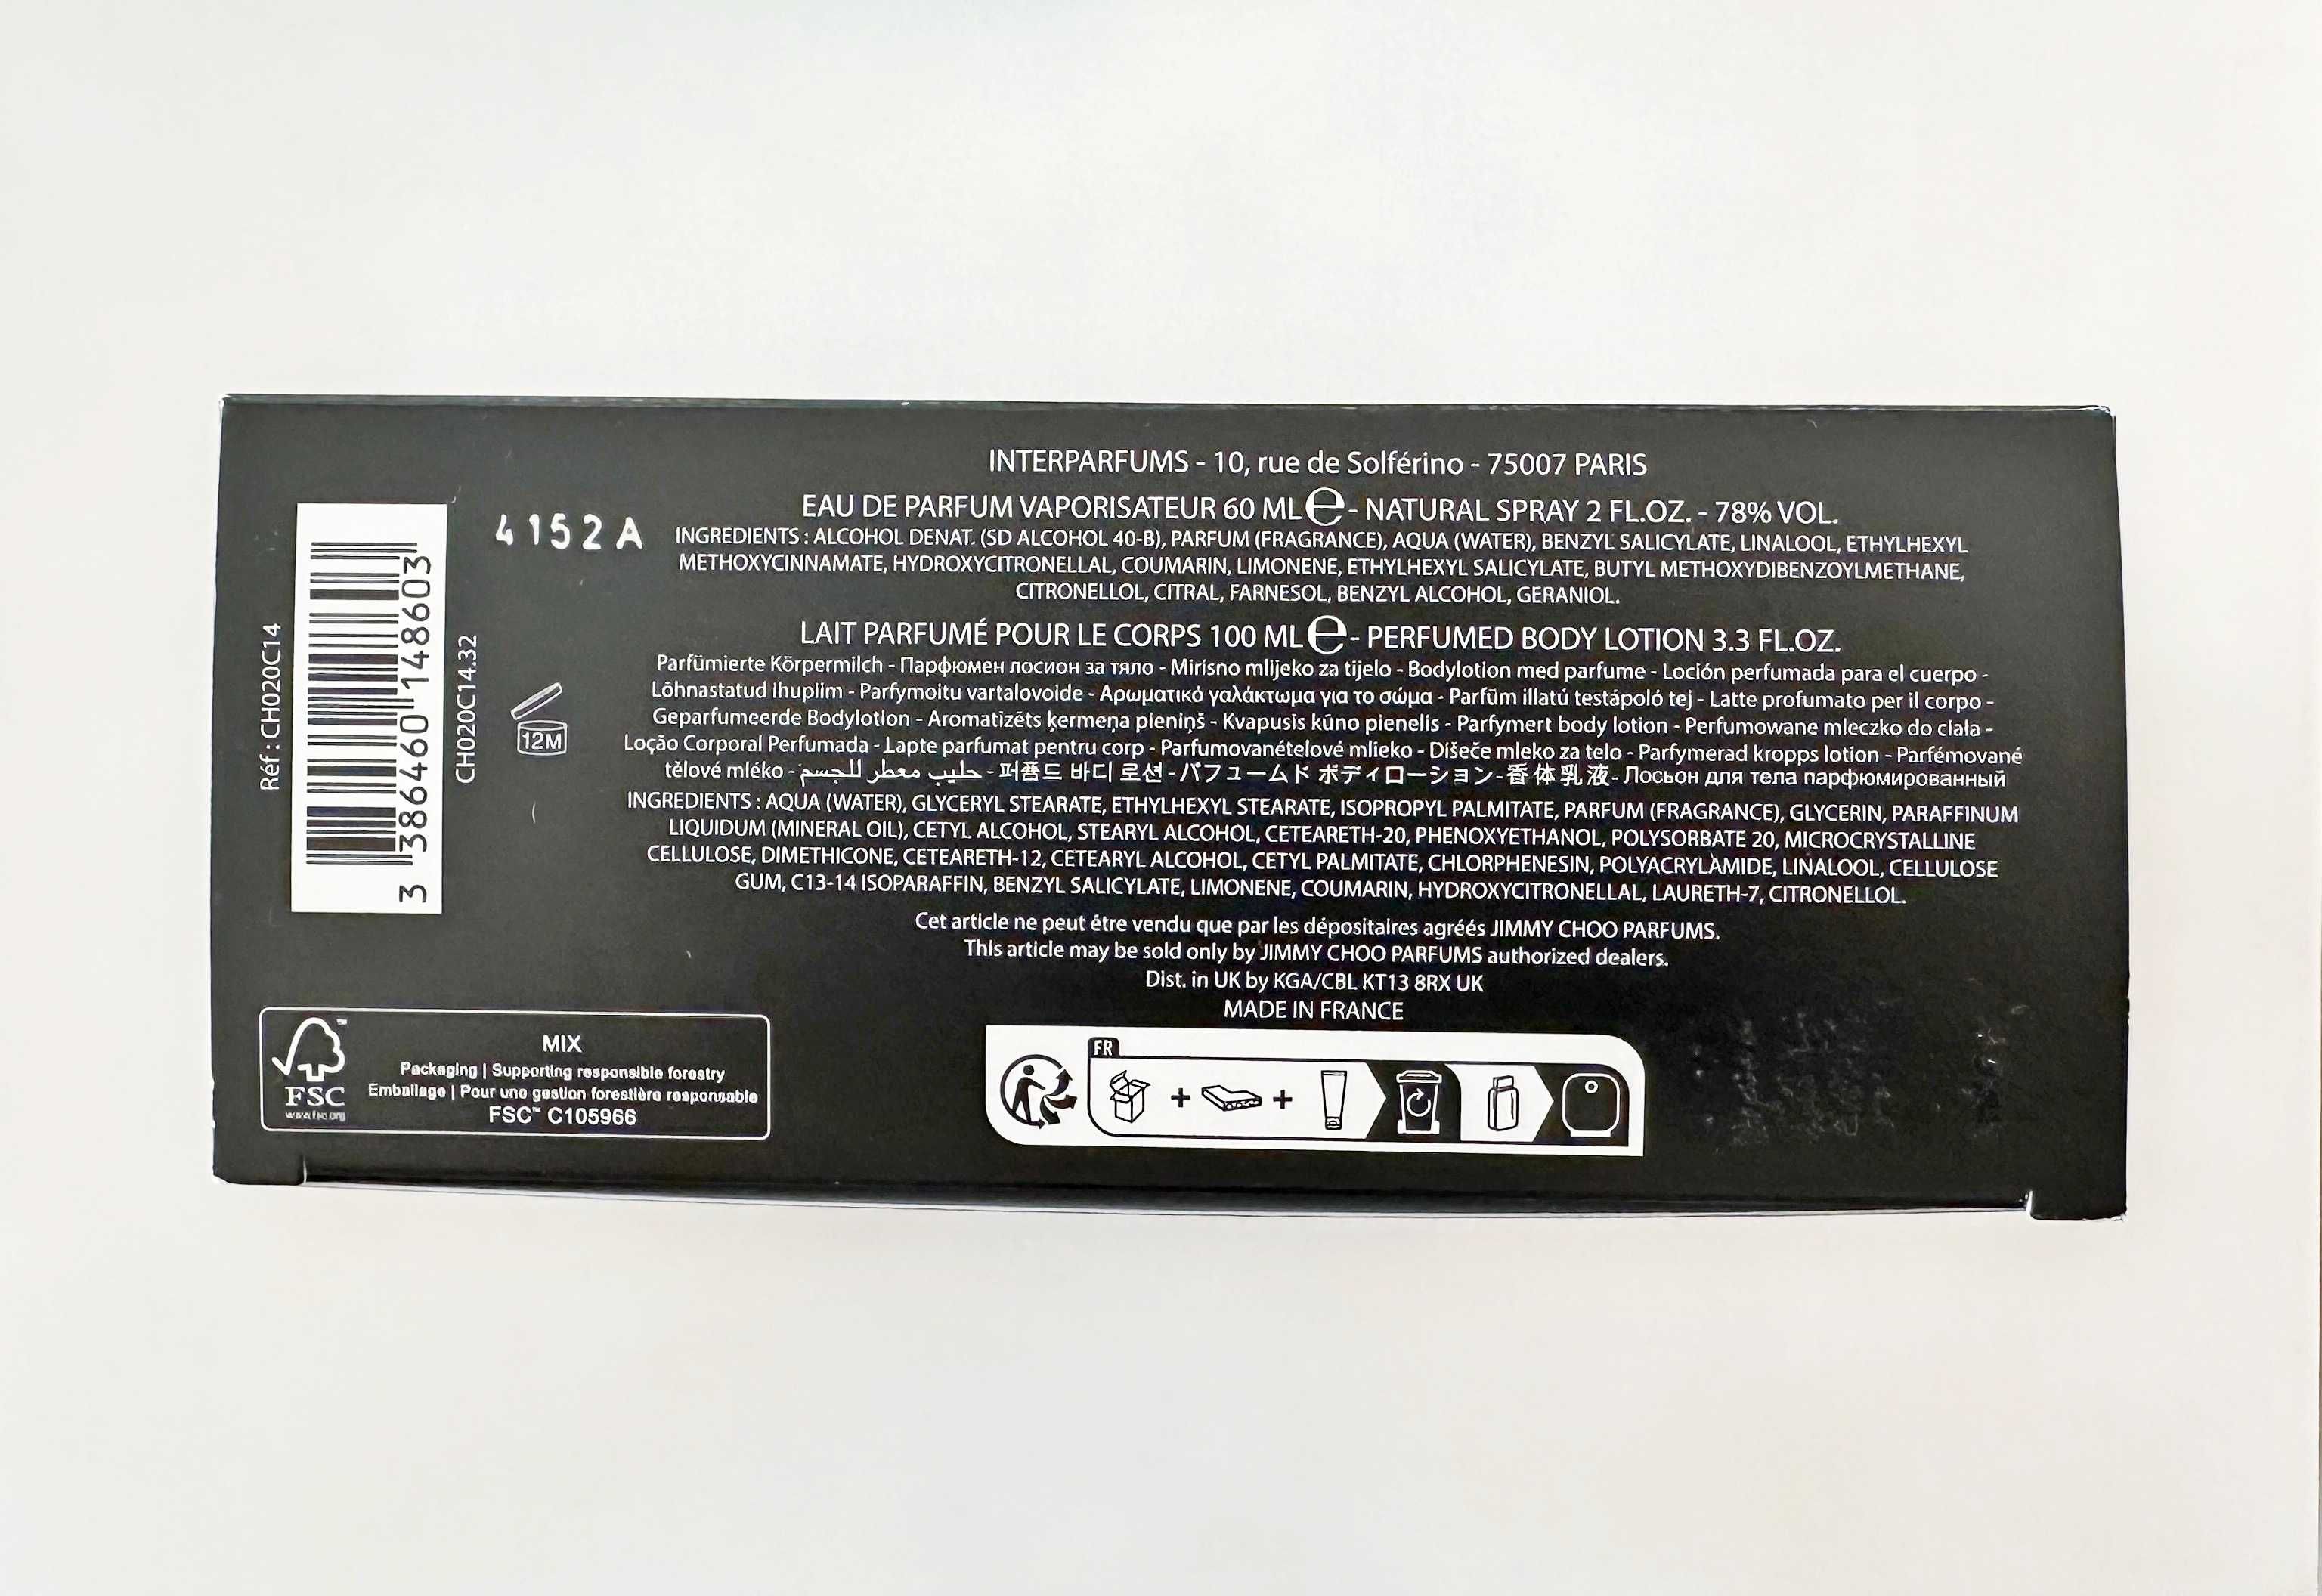 INTERPARFUMS - 10, rue de Solférino - 75007 PARIS
EAU DE PARFUM VAPORISATEUR 60 ML e - NATURAL SPRAY 2 FL.OZ. - 78% VOL.
INGREDIENTS : ALCOHOL DENAT. (SD ALCOHOL 40-B), PARFUM (FRAGRANCE), AQUA (WATER), BENZYL SALICYLATE, LINALOOL, ETHYLHEXYL
METHOXYCINNAMATE, HYDROXYCITRONELLAL, COUMARIN, LIMONENE, ETHYLHEXYL SALICYLATE, BUTYL METHOXYDIBENZOYLMETHANE,
CITRONELLOL, CITRAL, FARNESOL, BENZYL ALCOHOL, GERANIOL.
LAIT PARFUMÉ POUR LE CORPS 100 ML e - PERFUMED BODY LOTION 3.3 FL.OZ.
Parfümierte Körpermilch - Парфюмен лосион за тяло - Mirisno mlijeko za tijelo - Bodylotion med parfume - Loción perfumada para el cuerpo -
Lõhnastatud ihupiim - Parfymoitu vartalovoide - Αρωματικό γαλάκτωμα για το σώμα - Parfüm illatú testápoló tej - Latte profumato per il corpo -
Geparfumeerde Bodylotion - Aromatizēts ķermeņa pieniņš - Kvapusis kūno pienelis - Parfymert body lotion - Perfumowane mleczko do ciała -
Loção Corporal Perfumada - Lapte parfumat pentru corp - Parfumovanételové mlieko - Dišeče mleko za telo - Parfymerad kropps lotion - Parfémované
tělové mléko - حليب معطر للجسم - 퍼퓸드 바디 로션 - パフュームド ボディローション - 香体乳液 - Лосьон для тела парфюмированный
INGREDIENTS : AQUA (WATER), GLYCERYL STEARATE, ETHYLHEXYL STEARATE, ISOPROPYL PALMITATE, PARFUM (FRAGRANCE), GLYCERIN, PARAFFINUM
LIQUIDUM (MINERAL OIL), CETYL ALCOHOL, STEARYL ALCOHOL, CETEARETH-20, PHENOXYETHANOL, POLYSORBATE 20, MICROCRYSTALLINE
CELLULOSE, DIMETHICONE, CETEARETH-12, CETEARYL ALCOHOL, CETYL PALMITATE, CHLORPHENESIN, POLYACRYLAMIDE, LINALOOL, CELLULOSE
GUM, C13-14 ISOPARAFFIN, BENZYL SALICYLATE, LIMONENE, COUMARIN, HYDROXYCITRONELLAL, LAURETH-7, CITRONELLOL.
Cet article ne peut être vendu que par les dépositaires agréés JIMMY CHOO PARFUMS.
This article may be sold only by JIMMY CHOO PARFUMS authorized dealers.
Dist. in UK by KGA/CBL KT13 8RX UK
MADE IN FRANCE
FR
4152A
12M
Réf : CH020C14
3 386460 148603
CH020C14.32
FSC™
www.fsc.org
MIX
Packaging | Supporting responsible forestry
Emballage | Pour une gestion forestière responsable
FSC™ C105966